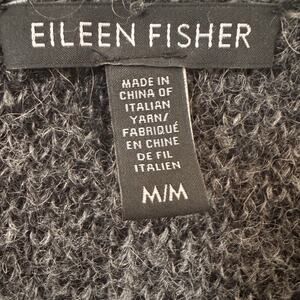 EILEEN FISHER
MADE IN
CHINA OF
ITALIAN
YARN/
FABRIQUÉ
EN CHINE
DE FIL
ITALIEN
M/M